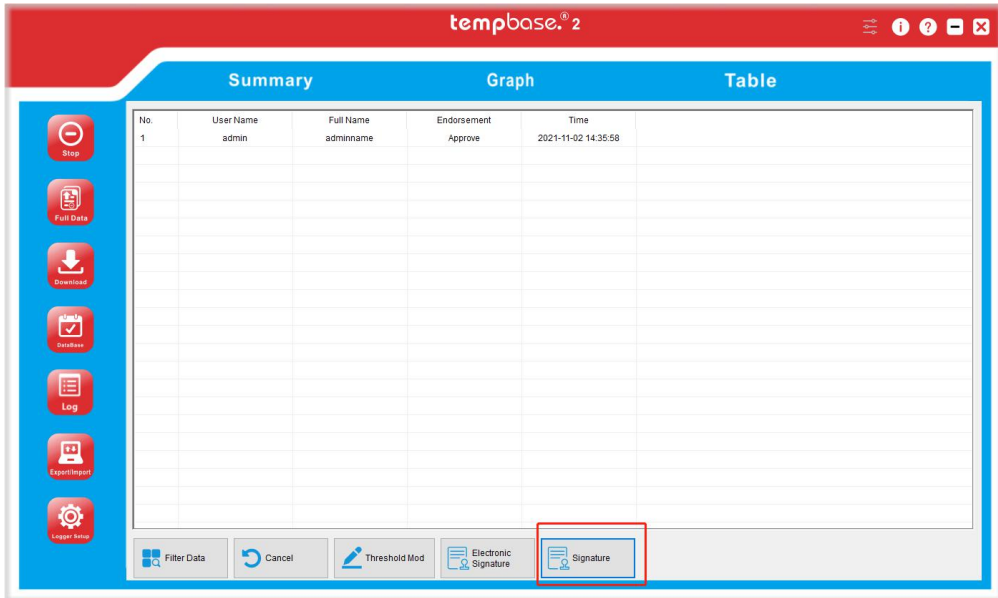 tempbase.® 2
Summary Graph Table
No. User Name Full Name Endorsement Time
1 admin adminname Approve 2021-11-02 14:35:58
Stop
Full Data
Download
DataBase
Log
Export/Import
Logger Setup
Filter Data
Cancel
Threshold Mod
Electronic
Signature
Signature